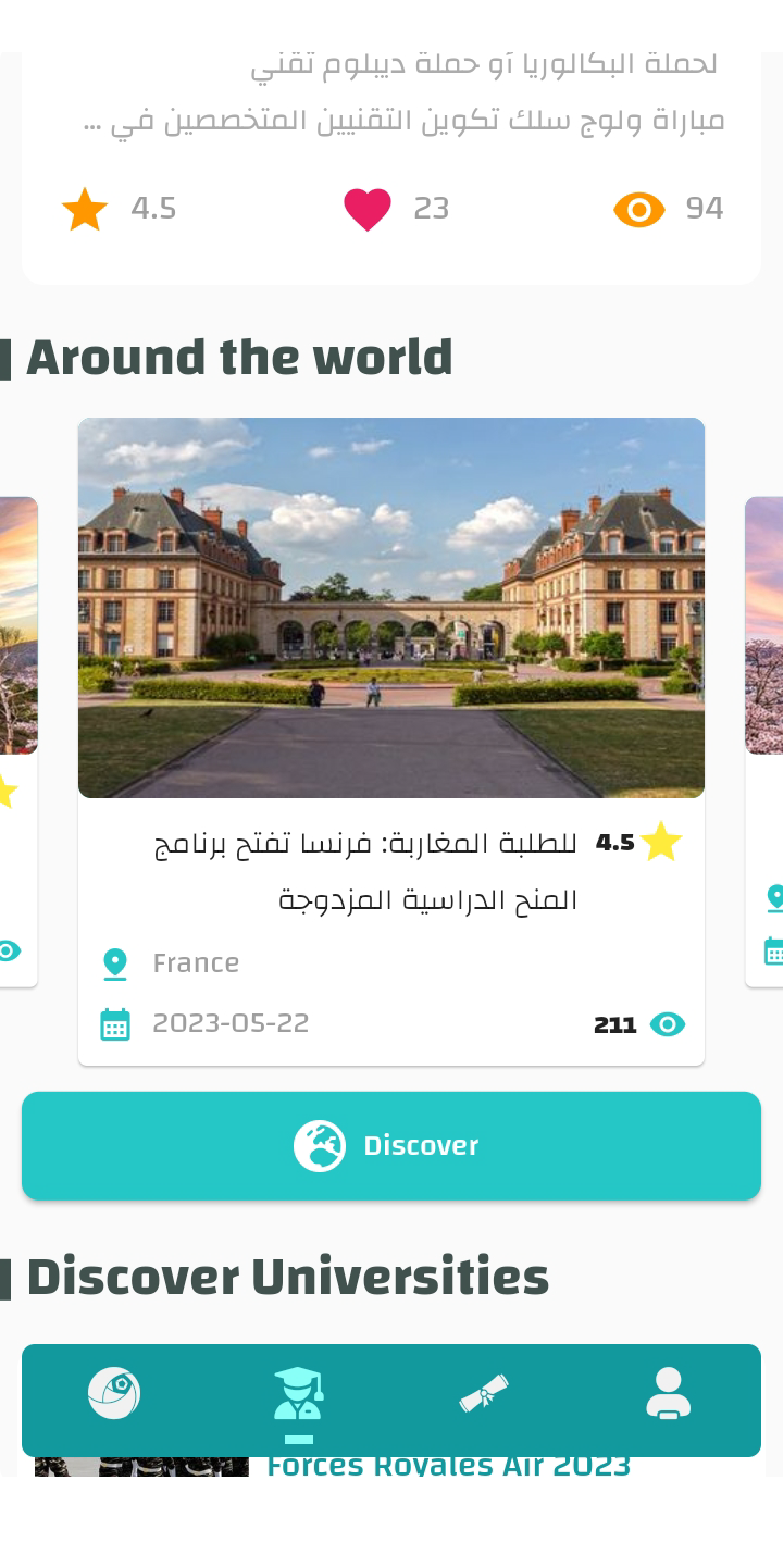 لحملة البكالوريا أو حملة ديبلوم تقني
مباراة ولوج سلك تكوين التقنيين المتخصصين في ...
4.5
23
94
Around the world
للطلبة المغاربة: فرنسا تفتح برنامج
4.5
المنح الدراسية المزدوجة
France
2023-05-22
211
Discover
Discover Universities
Forces Royales Air 2023